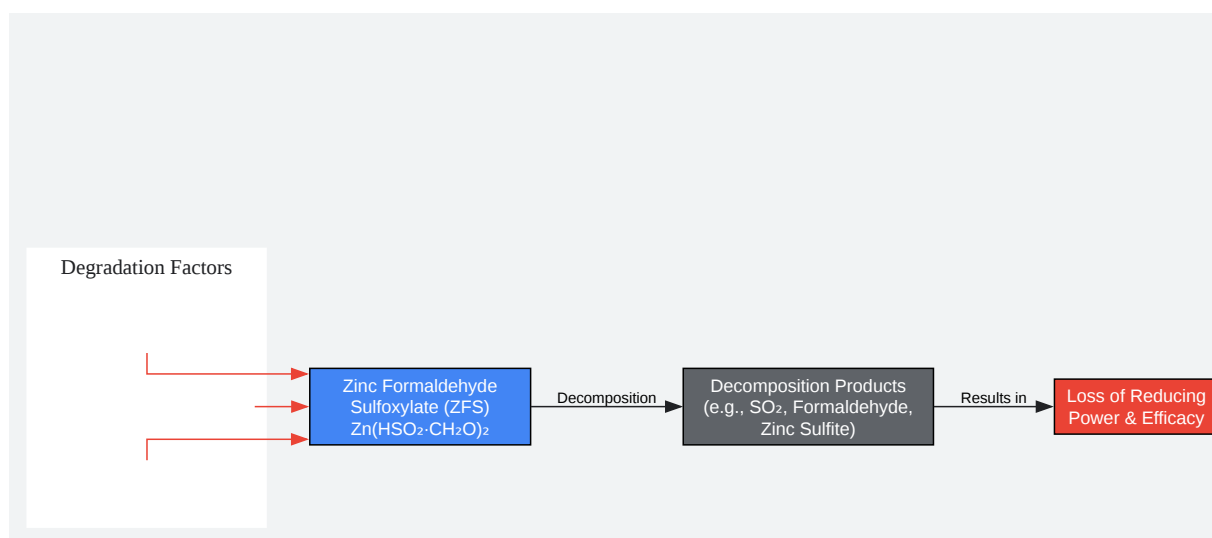 Degradation Factors
Zinc Formaldehyde
Sulfoxylate (ZFS)
Zn(HSO₂·CH₂O)₂
Decomposition
Decomposition Products
(e.g., SO₂, Formaldehyde,
Zinc Sulfite)
Results in
Loss of Reducing
Power & Efficacy